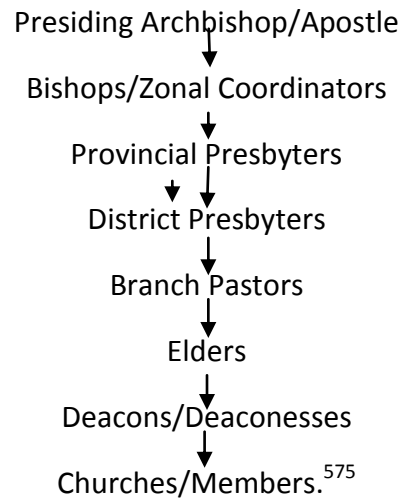 Presiding Archbishop/Apostle
Bishops/Zonal Coordinators
Provincial Presbyters
District Presbyters
Branch Pastors
Elders
Deacons/Deaconesses
Churches/Members.575